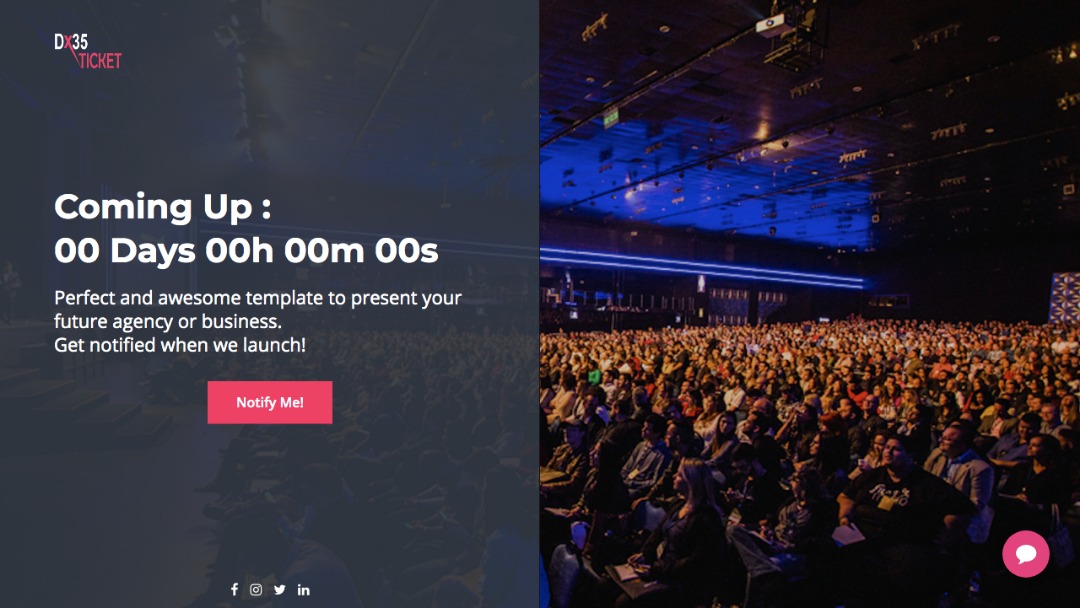 DX35
TICKET
Coming Up :
00 Days 00h 00m 00s
Perfect and awesome template to present your
future agency or business.
Get notified when we launch!
Notify Me!